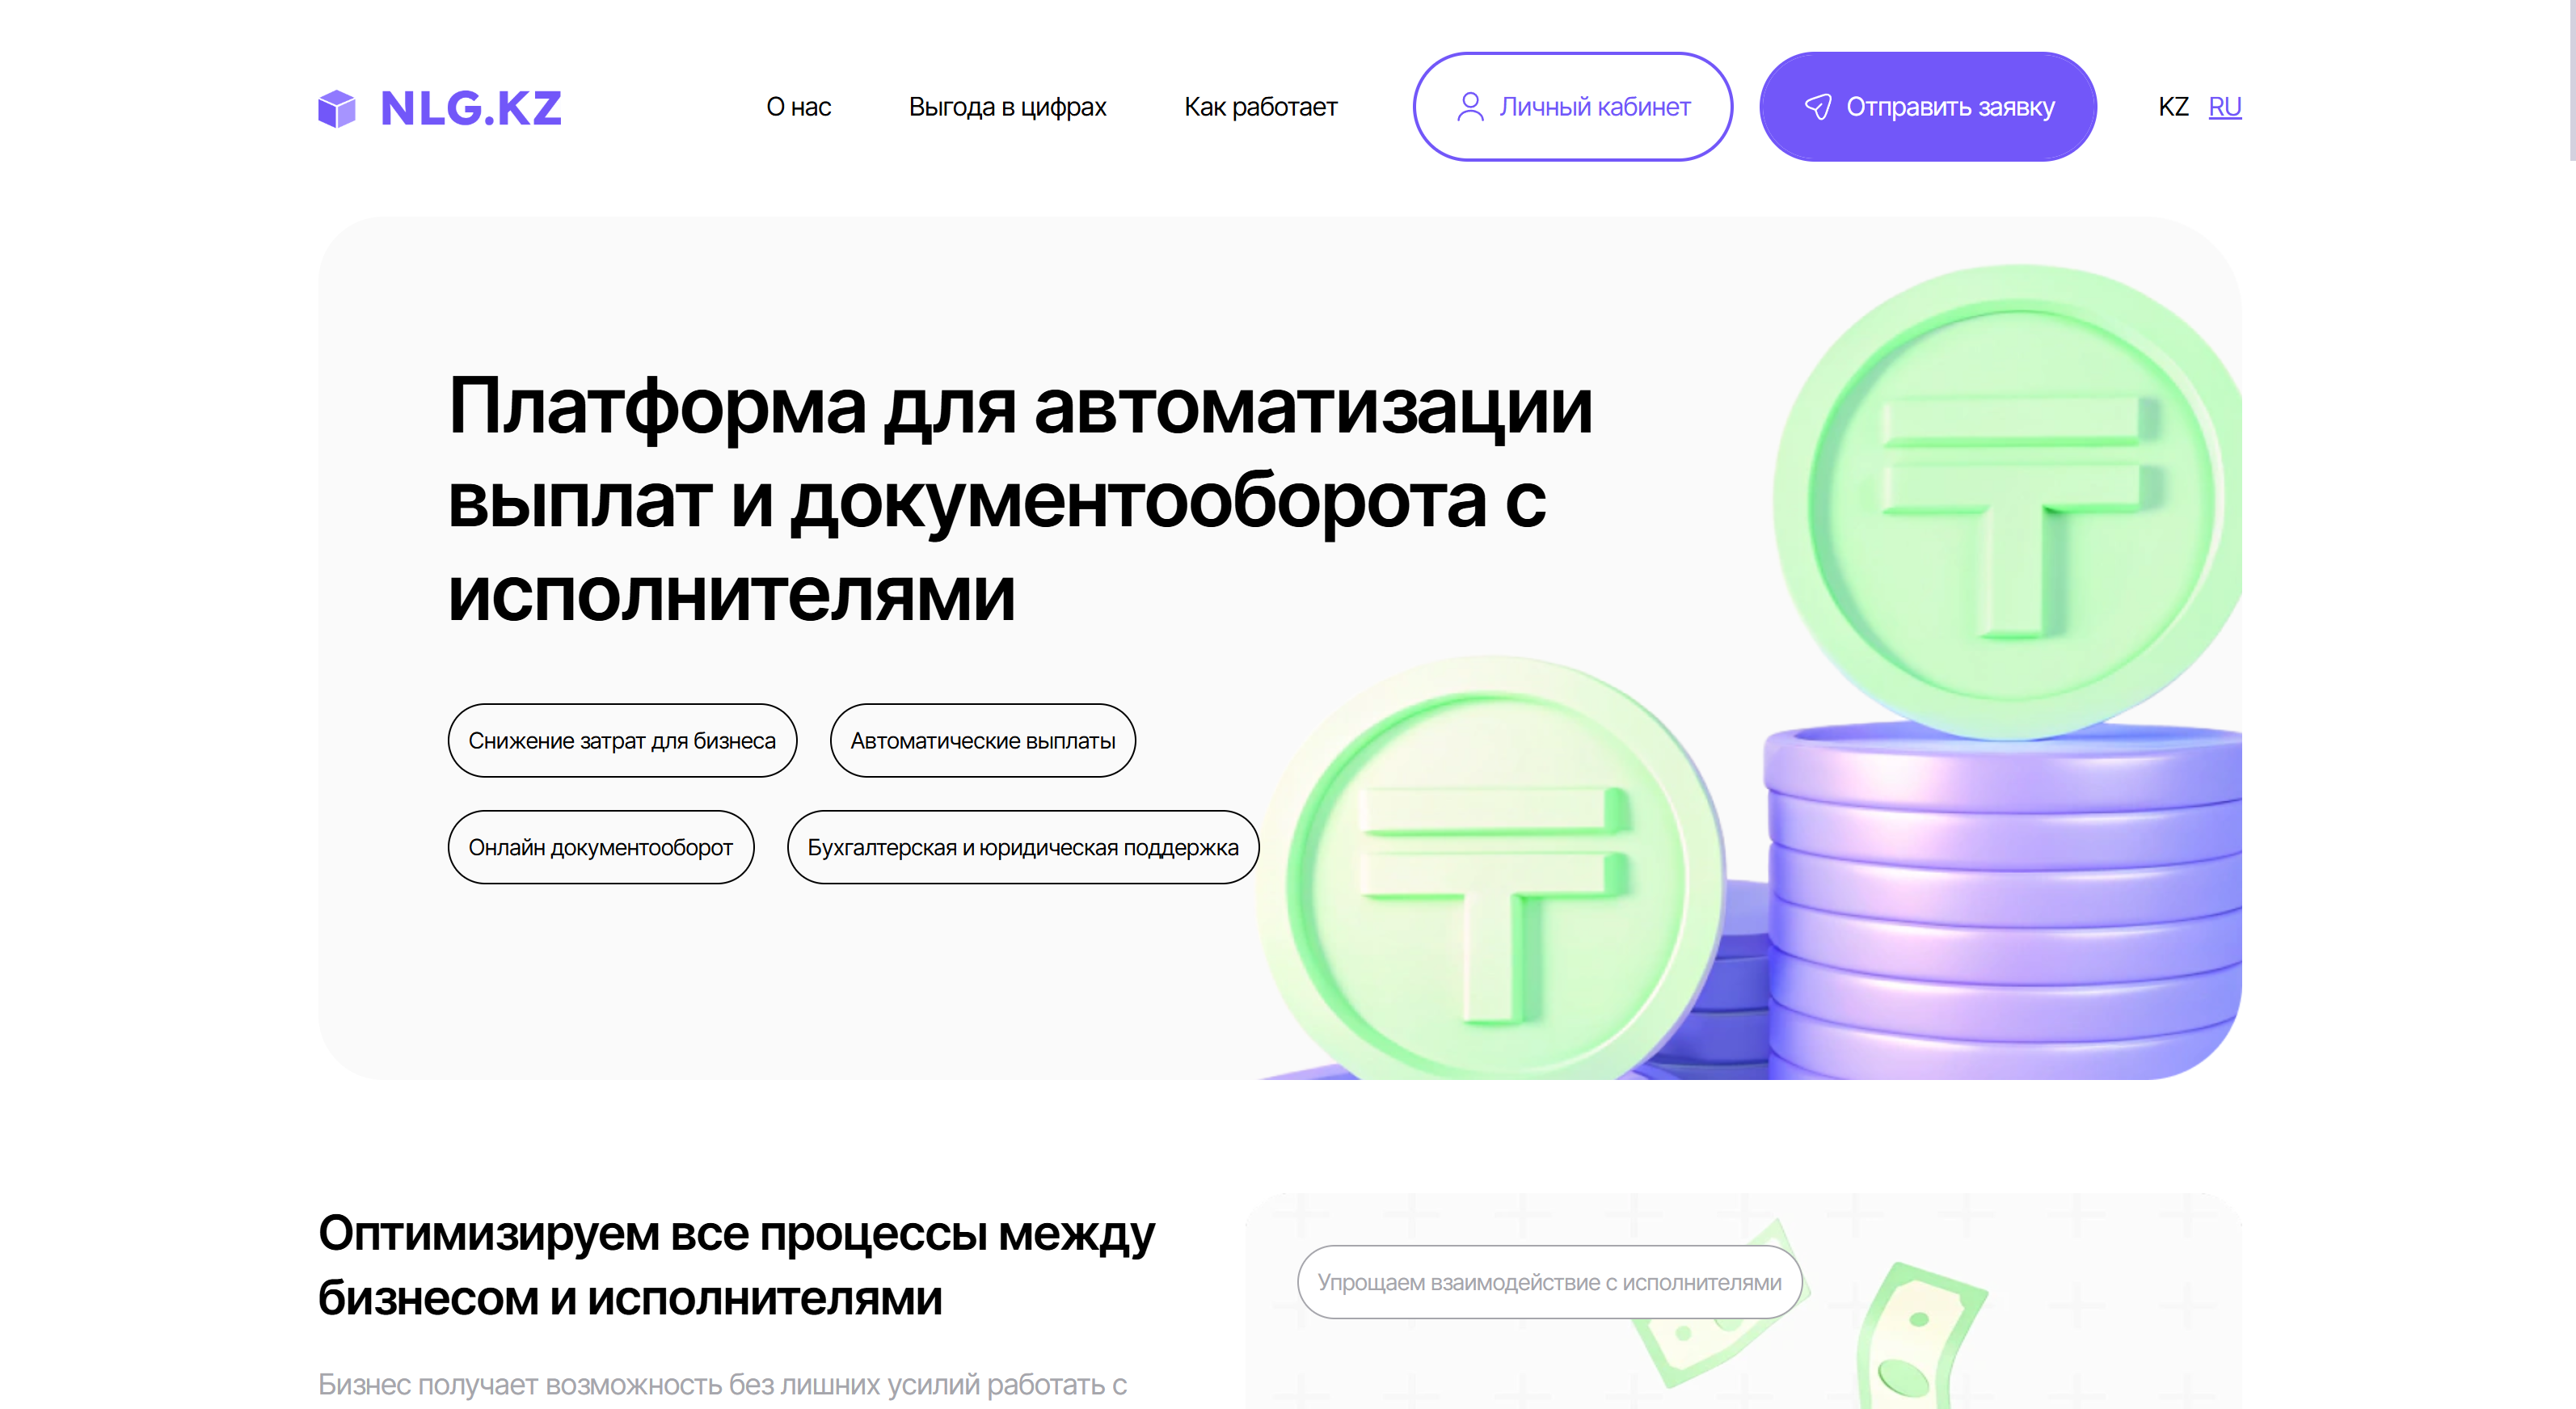 NLG.KZ
О нас
Выгода в цифрах
Как работает
Личный кабинет
Отправить заявку
KZ
RU
Платформа для автоматизации
выплат и документооборота с
исполнителями
Снижение затрат для бизнеса
Автоматические выплаты
Онлайн документооборот
Бухгалтерская и юридическая поддержка
Оптимизируем все процессы между
бизнесом и исполнителями
Бизнес получает возможность без лишних усилий работать с
Упрощаем взаимодействие с исполнителями